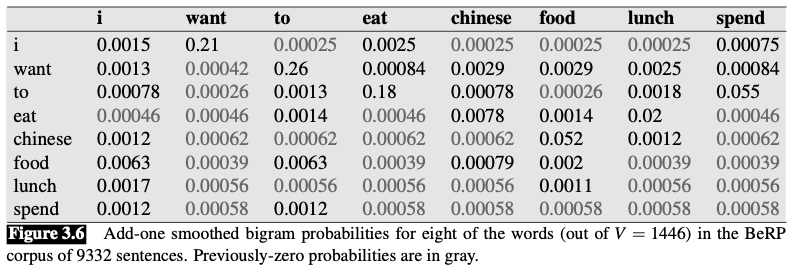 i want to eat chinese food lunch spend
i 0.0015 0.21 0.00025 0.0025 0.00025 0.00025 0.00025 0.00075
want 0.0013 0.00042 0.26 0.00084 0.0029 0.0029 0.0025 0.00084
to 0.00078 0.00026 0.0013 0.18 0.00078 0.00026 0.0018 0.055
eat 0.00046 0.00046 0.0014 0.00046 0.0078 0.0014 0.02 0.00046
chinese 0.0012 0.00062 0.00062 0.00062 0.00062 0.052 0.0012 0.00062
food 0.0063 0.00039 0.0063 0.00039 0.00079 0.002 0.00039 0.00039
lunch 0.0017 0.00056 0.00056 0.00056 0.00056 0.0011 0.00056 0.00056
spend 0.0012 0.00058 0.0012 0.00058 0.00058 0.00058 0.00058 0.00058
Figure 3.6 Add-one smoothed bigram probabilities for eight of the words (out of V = 1446) in the BeRP
corpus of 9332 sentences. Previously-zero probabilities are in gray.